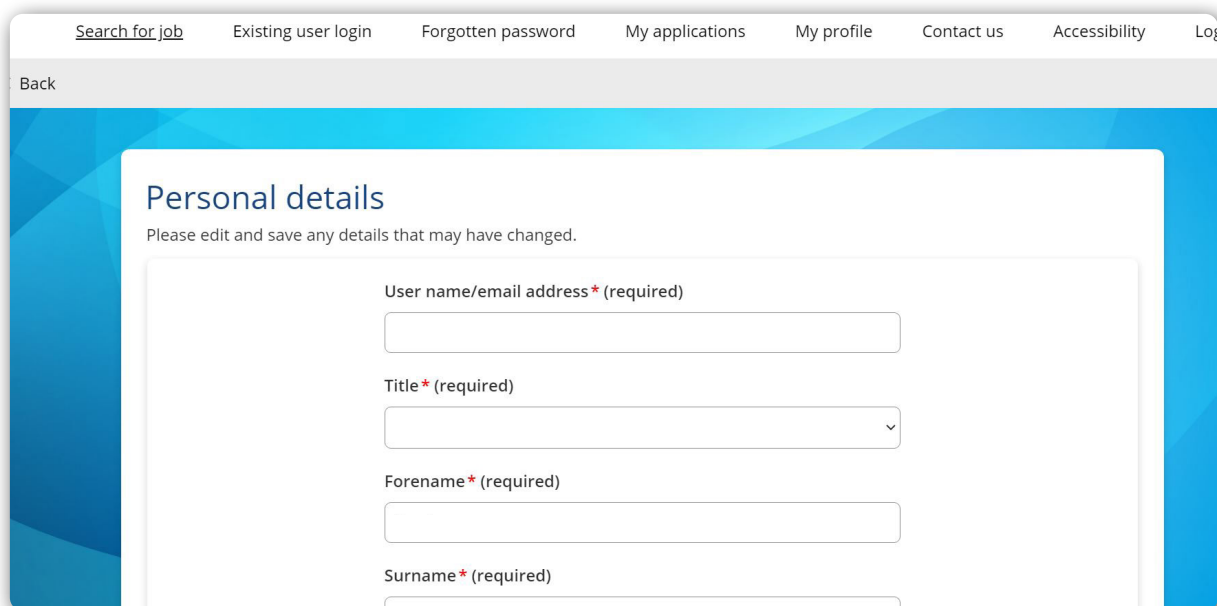 Search for job Existing user login Forgotten password My applications My profile Contact us Accessibility
Back
Personal details
Please edit and save any details that may have changed.
User name/email address* (required)
Title* (required)
Forename* (required)
Surname* (required)